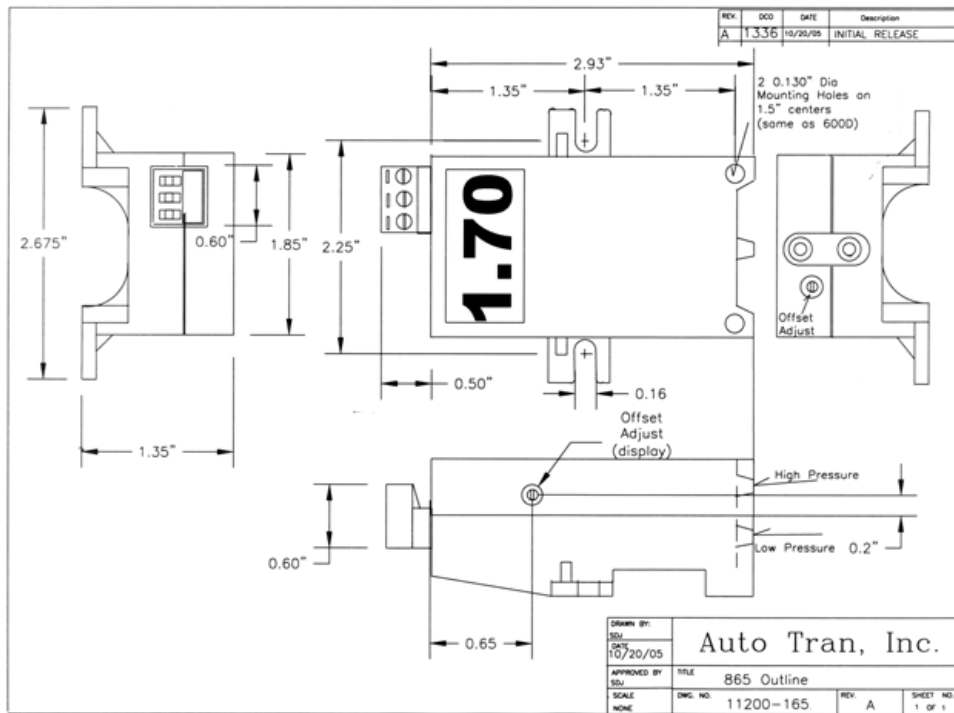 REV. DCO DATE Description
A 1336 10/20/05 INITIAL RELEASE
2.93"
1.35" 1.35"
2 0.130" Dia
Mounting Holes on
1.5" centers
(same as 600D)
2.675"
0.60"
1.85"
2.25"
1.70
Offset
Adjust
0.50"
0.16
1.35"
Offset
Adjust
(display)
High Pressure
Low Pressure
0.2"
0.60"
0.65
DRAWN BY:
SDJ
DATE
10/20/05
Auto Tran, Inc.
APPROVED BY
SDJ
TITLE
865 Outline
SCALE
NONE
DWG. NO.
11200-165
REV.
A
SHEET NO.
1 OF 1